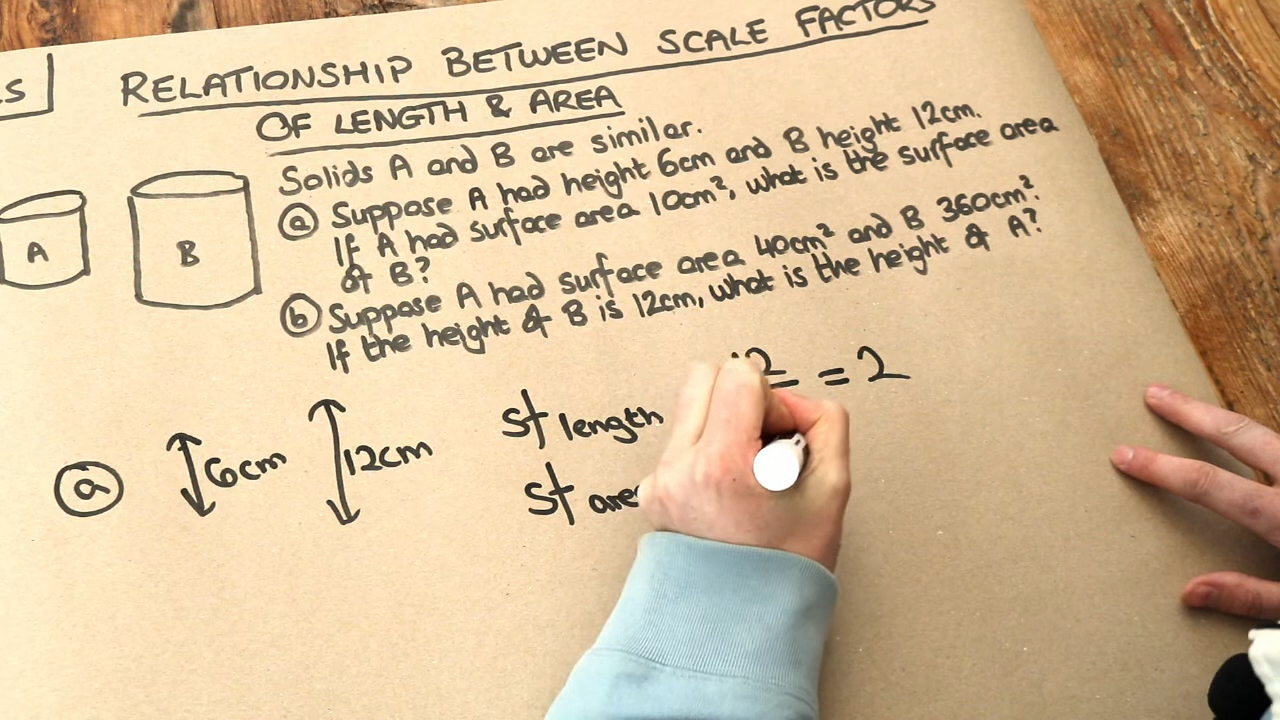 RELATIONSHIP BETWEEN SCALE FACTORS
OF LENGTH & AREA
Solids A and B are similar.
ⓐ Suppose A had height 6cm and B height 12cm.
If A had surface area 10cm², what is the surface area
of B?
ⓑ Suppose A had surface area 40cm² and B 360cm².
If the height of B is 12cm, what is the height of A?
A
B
ⓐ 6cm 12cm
sf length = 2
sf